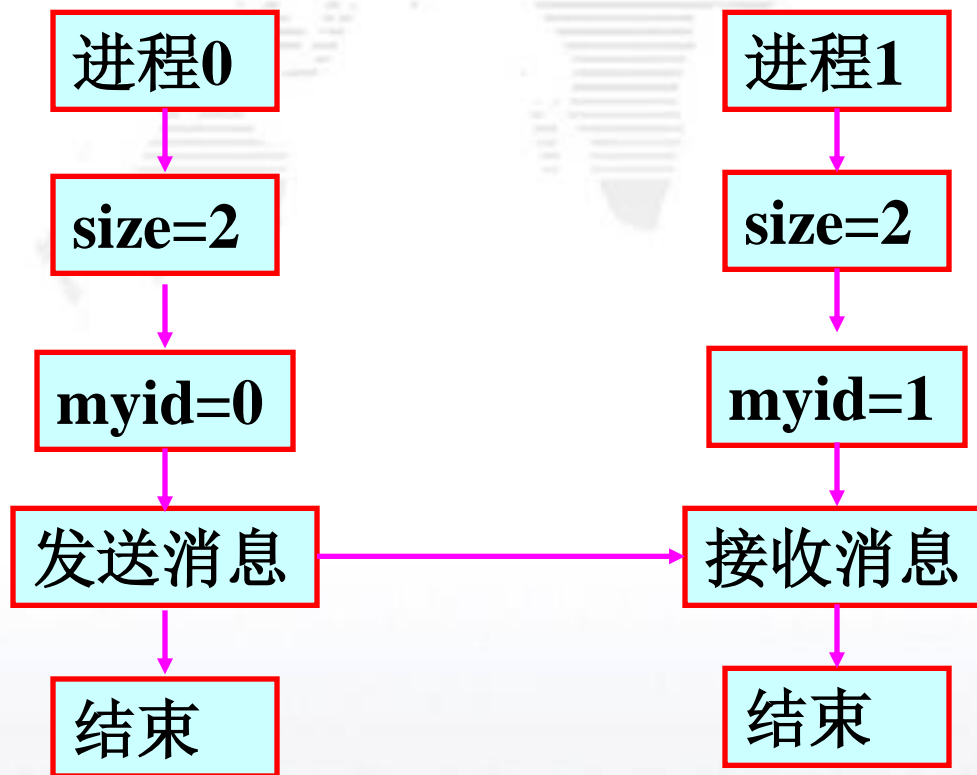 进程0
size=2
myid=0
发送消息
结束
进程1
size=2
myid=1
接收消息
结束